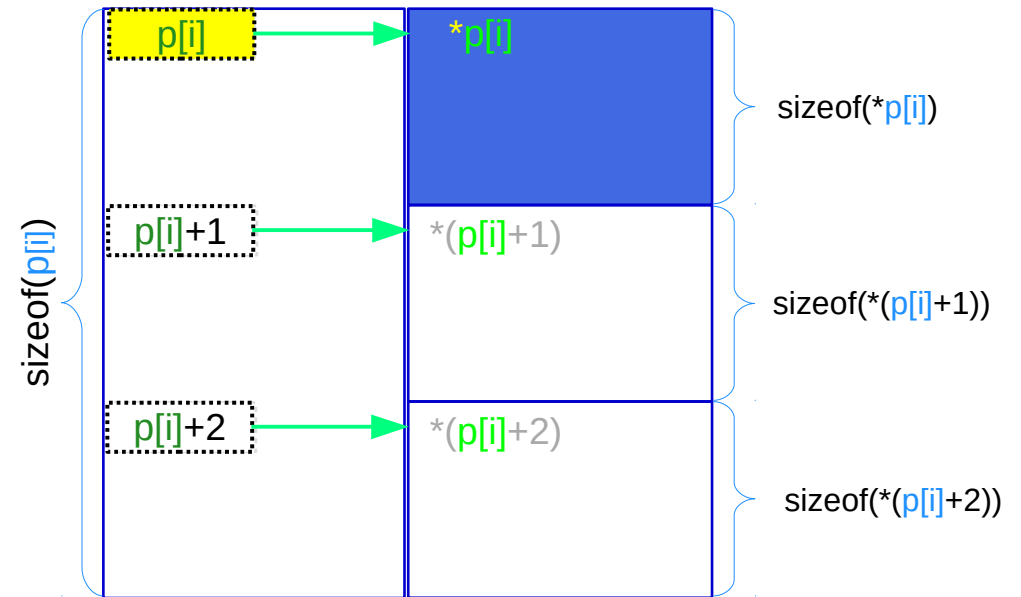 p[i]
*p[i]
sizeof(*p[i])
sizeof(p[i])
p[i]+1
*(p[i]+1)
sizeof(*(p[i]+1))
p[i]+2
*(p[i]+2)
sizeof(*(p[i]+2))